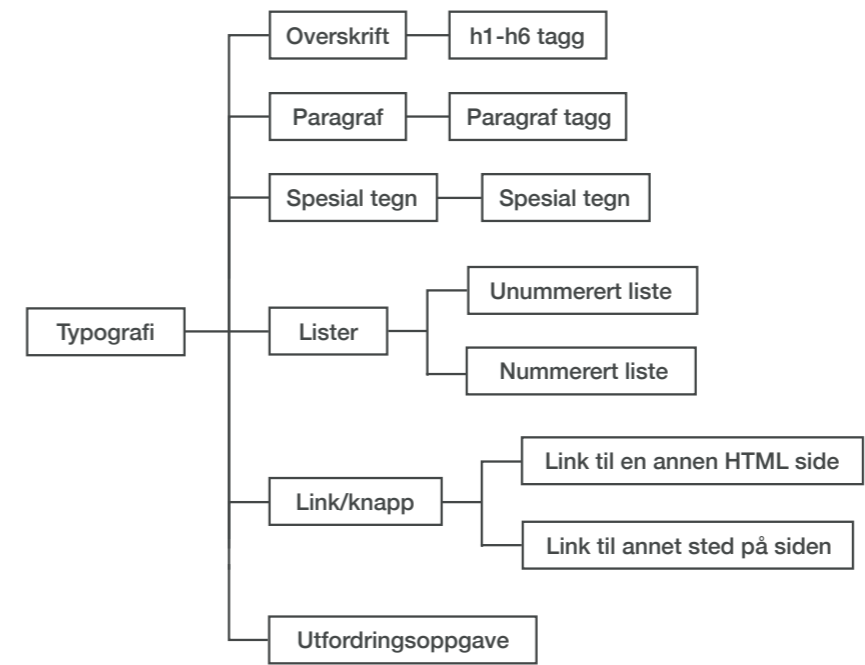 Overskrift
h1-h6 tagg
Paragraf
Paragraf tagg
Spesial tegn
Spesial tegn
Unummerert liste
Typografi
Lister
Nummerert liste
Link til en annen HTML side
Link/knapp
Link til annet sted på siden
Utfordringsoppgave